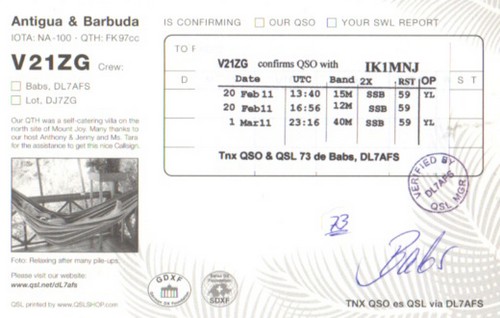 Antigua & Barbuda
IOTA: NA-100 - QTH: FK97cc
V21ZG Crew:
Babs, DL7AFS
Lot, DJ7ZG
Our QTH was a self-catering villa on the
north site of Mount Joy. Many thanks to
our host Anthony & Jenny and Ms. Tara
for the assistance to get this nice Callsign.
Foto: Relaxing after many pile-ups.
Please visit our website:
www.qsl.net/dl7afs
QSL printed by www.QSLSHOP.com
IS CONFIRMING OUR QSO YOUR SWL REPORT
TO R
D
S T
V21ZG confirms QSO with IK1MNJ
Date UTC Band 2X RST OP
20 Feb11 13:40 15M SSB 59 YL
20 Feb11 16:56 12M SSB 59
1 Mar11 23:16 40M SSB 59 YL
Tnx QSO & QSL 73 de Babs, DL7AFS
VERIFIED BY
DL7AFS
QSL MGR.
73
Babs
GDXF
SDXF
TNX QSO es QSL via DL7AFS